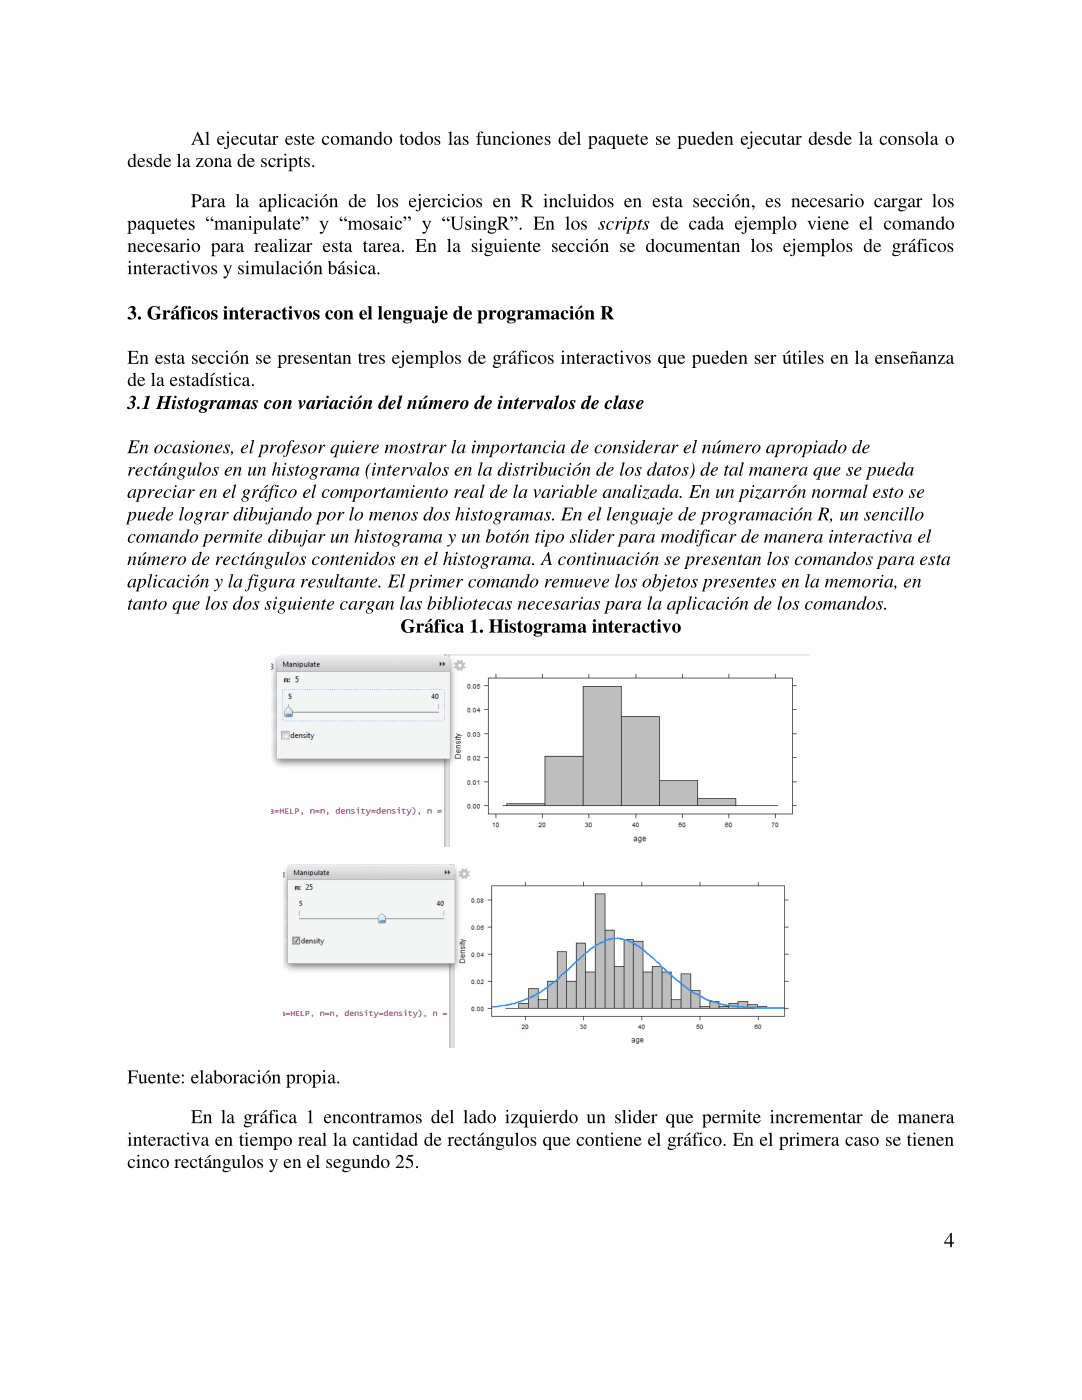 Al ejecutar este comando todos las funciones del paquete se pueden ejecutar desde la consola o
desde la zona de scripts.
Para la aplicación de los ejercicios en R incluidos en esta sección, es necesario cargar los
paquetes “manipulate” y “mosaic” y “UsingR”. En los scripts de cada ejemplo viene el comando
necesario para realizar esta tarea. En la siguiente sección se documentan los ejemplos de gráficos
interactivos y simulación básica.
3. Gráficos interactivos con el lenguaje de programación R
En esta sección se presentan tres ejemplos de gráficos interactivos que pueden ser útiles en la enseñanza
de la estadística.
3.1 Histogramas con variación del número de intervalos de clase
En ocasiones, el profesor quiere mostrar la importancia de considerar el número apropiado de
rectángulos en un histograma (intervalos en la distribución de los datos) de tal manera que se pueda
apreciar en el gráfico el comportamiento real de la variable analizada. En un pizarrón normal esto se
puede lograr dibujando por lo menos dos histogramas. En el lenguaje de programación R, un sencillo
comando permite dibujar un histograma y un botón tipo slider para modificar de manera interactiva el
número de rectángulos contenidos en el histograma. A continuación se presentan los comandos para esta
aplicación y la figura resultante. El primer comando remueve los objetos presentes en la memoria, en
tanto que los dos siguiente cargan las bibliotecas necesarias para la aplicación de los comandos.
Gráfica 1. Histograma interactivo
Manipulate
n: 5
5 40
density
a=HELP, n=n, density=density), n =
Density
0.05
0.04
0.03
0.02
0.01
0.00
10 20 30 40 50 60 70
age
Manipulate
n: 25
5 40
density
a=HELP, n=n, density=density), n =
Density
0.08
0.06
0.04
0.02
0.00
20 30 40 50 60
age
Fuente: elaboración propia.
En la gráfica 1 encontramos del lado izquierdo un slider que permite incrementar de manera
interactiva en tiempo real la cantidad de rectángulos que contiene el gráfico. En el primera caso se tienen
cinco rectángulos y en el segundo 25.
4